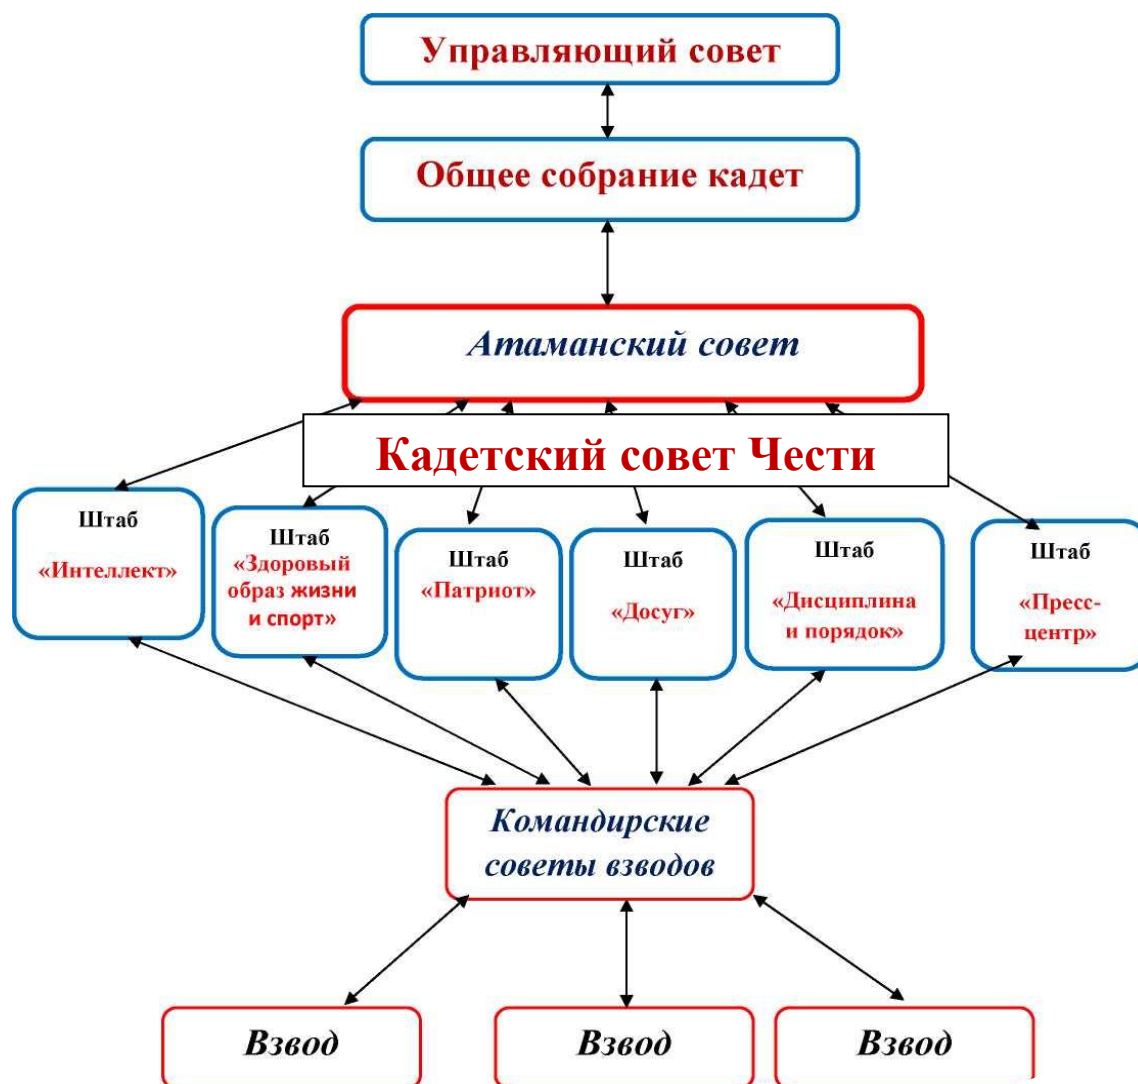 Управляющий совет
Общее собрание кадет
Атаманский совет
Кадетский совет Чести
Штаб
«Интеллект»
Штаб
«Здоровый
образ жизни
и спорт»
Штаб
«Патриот»
Штаб
«Досуг»
Штаб
«Дисциплина
и порядок»
Штаб
«Пресс-
центр»
Командирские
советы взводов
Взвод
Взвод
Взвод